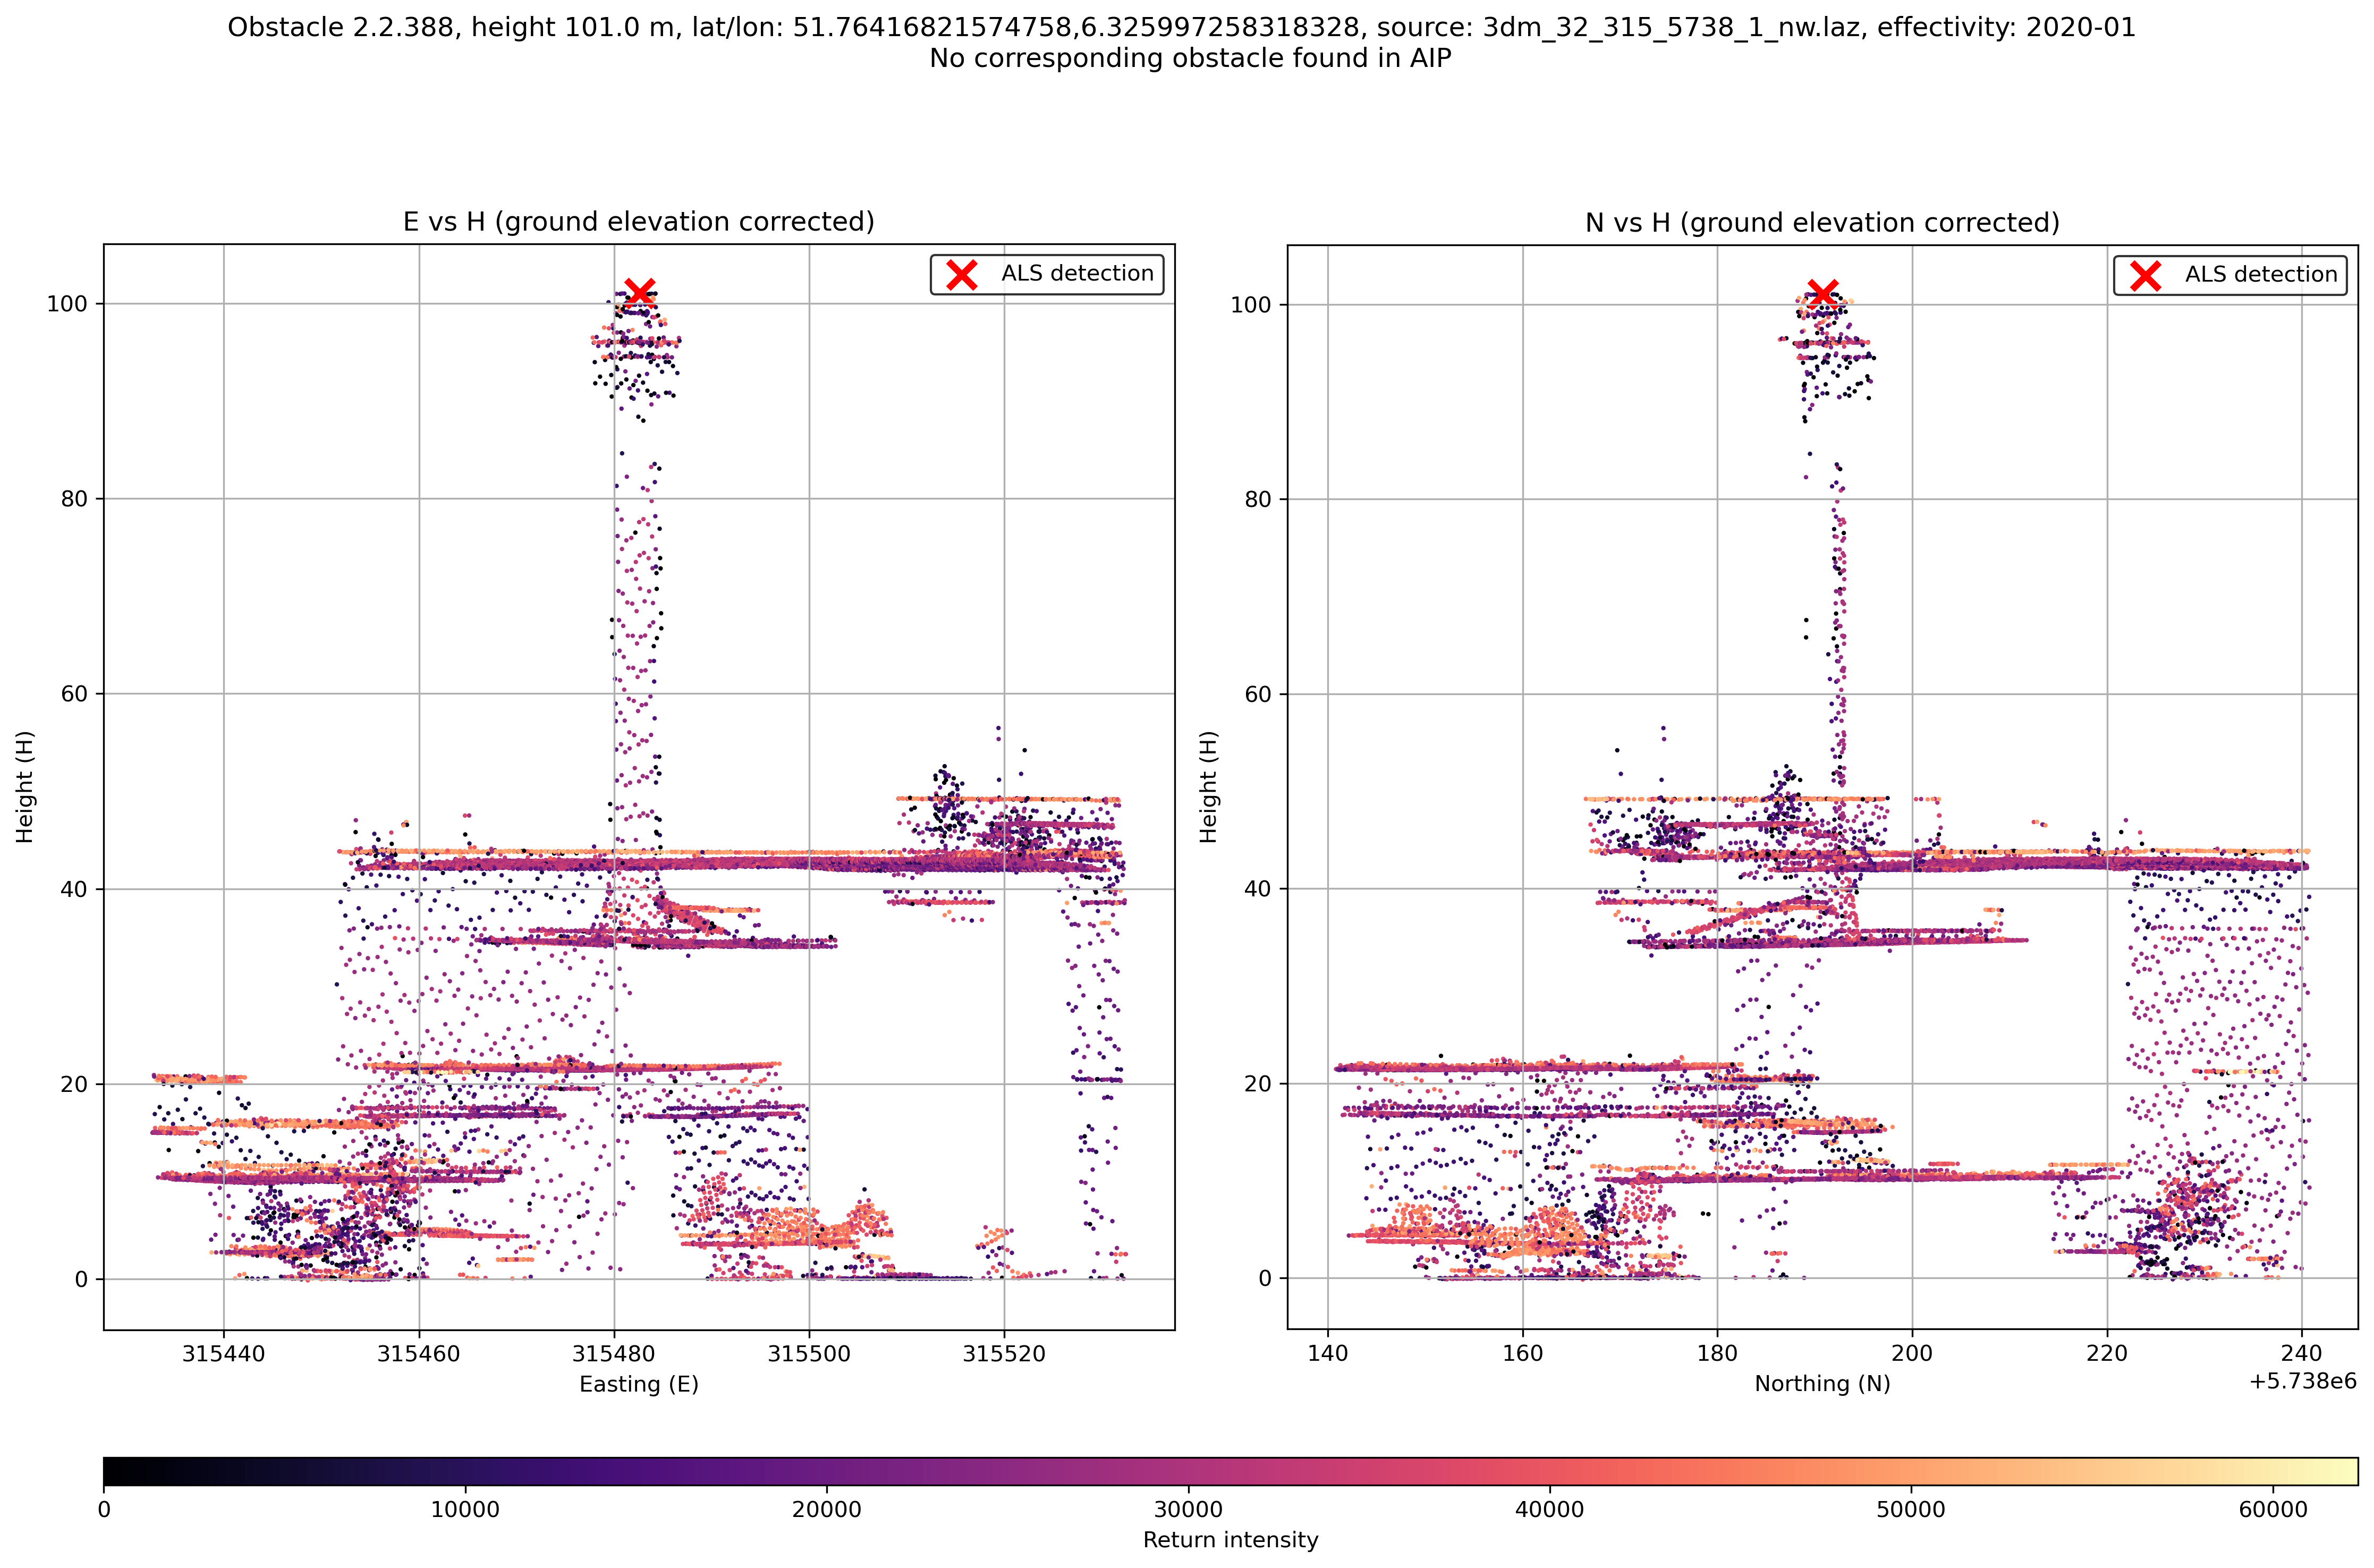 Obstacle 2.2.388, height 101.0 m, lat/lon: 51.76416821574758,6.325997258318328, source: 3dm_32_315_5738_1_nw.laz, effectivity: 2020-01
No corresponding obstacle found in AIP
E vs H (ground elevation corrected)
ALS detection
100
80
60
40
20
0
Height (H)
315440
315460
315480
315500
315520
Easting (E)
N vs H (ground elevation corrected)
ALS detection
100
80
60
40
20
0
Height (H)
140
160
180
200
220
240
+5.738e6
Northing (N)
0
10000
20000
30000
40000
50000
60000
Return intensity